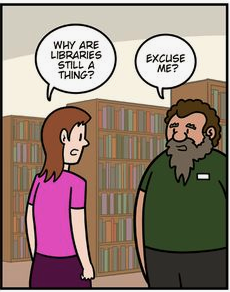 WHY ARE
LIBRARIES
STILL A
THING?
EXCUSE
ME?